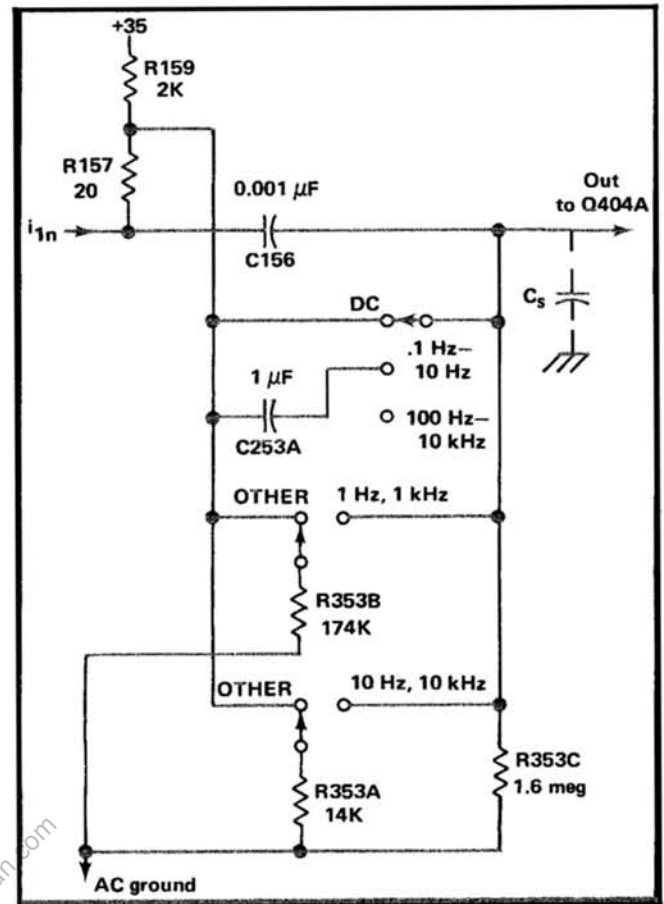 +35
R159
2K
R157
20
i1n
0.001 µF
C156
Out
to Q404A
Cs
DC
.1 Hz–
10 Hz
1 µF
C253A
100 Hz–
10 kHz
OTHER
1 Hz, 1 kHz
R353B
174K
OTHER
10 Hz, 10 kHz
R353C
1.6 meg
R353A
14K
AC ground